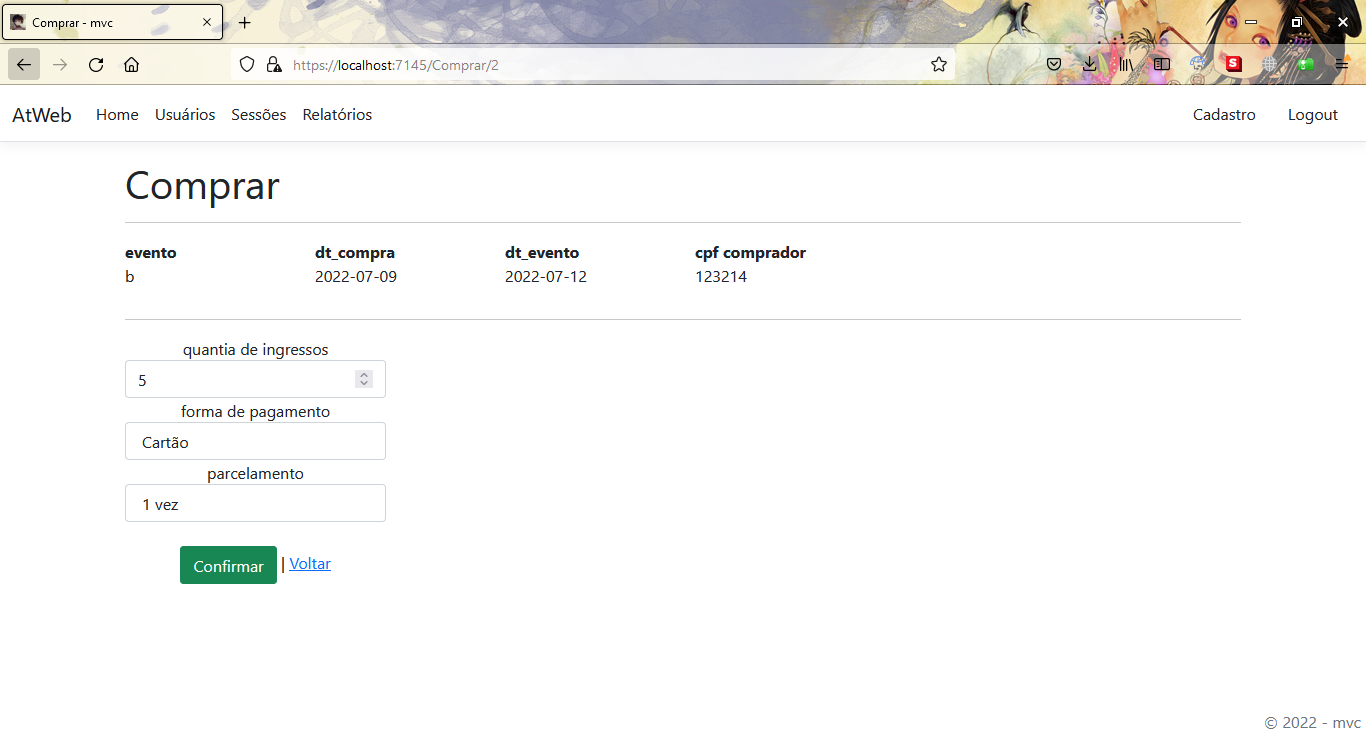 Comprar - mvc
https://localhost:7145/Comprar/2
S
AtWeb Home Usuários Sessões Relatórios Cadastro Logout
Comprar
evento dt_compra dt_evento cpf comprador
b 2022-07-09 2022-07-12 123214
quantia de ingressos
5
forma de pagamento
Cartão
parcelamento
1 vez
Confirmar | Voltar
© 2022 - mvc